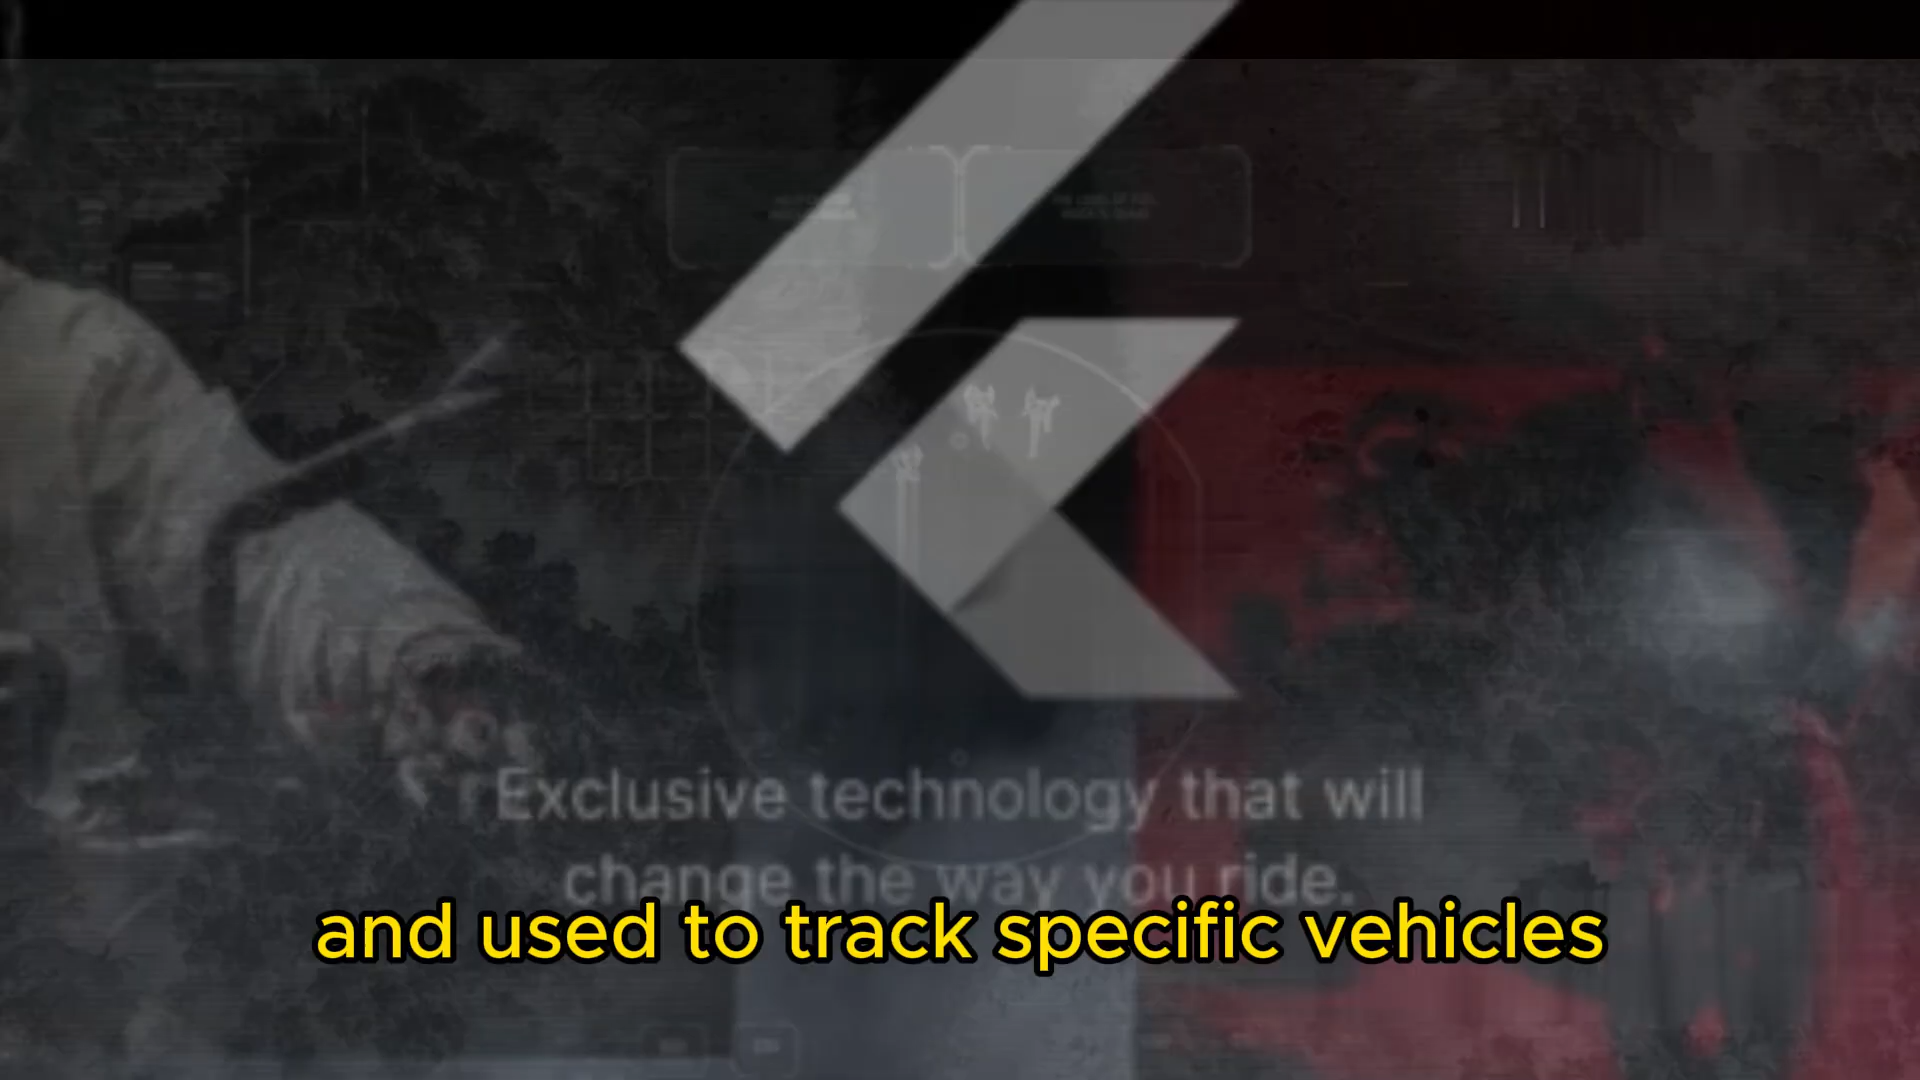 Exclusive technology that will
change the way you ride.
and used to track specific vehicles